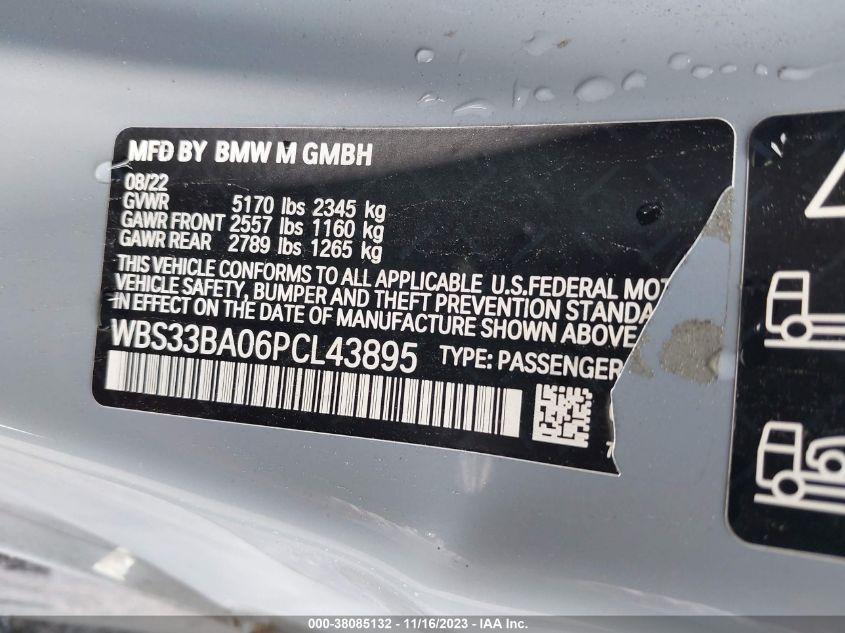 MFD BY BMW M GMBH
08/22
GVWR 5170 lbs 2345 kg
GAWR FRONT 2557 lbs 1160 kg
GAWR REAR 2789 lbs 1265 kg
THIS VEHICLE CONFORMS TO ALL APPLICABLE U.S.FEDERAL MOT
VEHICLE SAFETY, BUMPER AND THEFT PREVENTION STANDA
IN EFFECT ON THE DATE OF MANUFACTURE SHOWN ABOVE.
WBS33BA06PCL43895 TYPE: PASSENGER
7
000-38085132 - 11/16/2023 - IAA Inc.